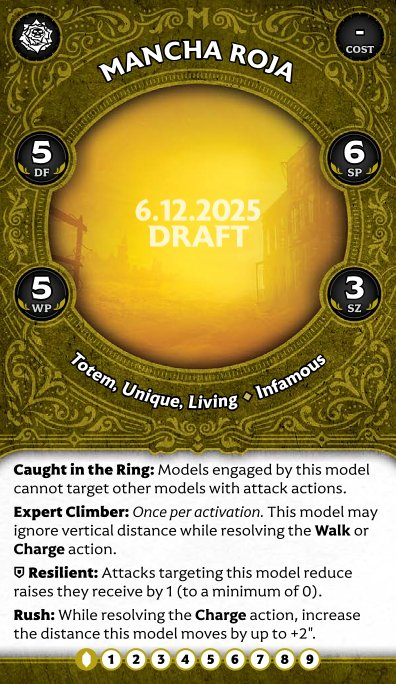 -
COST
MANCHA ROJA
5
DF
6
SP
6.12.2025
DRAFT
5
WP
3
SZ
Totem, Unique, Living ⬥ Infamous
Caught in the Ring: Models engaged by this model
cannot target other models with attack actions.
Expert Climber: Once per activation. This model may
ignore vertical distance while resolving the Walk or
Charge action.
Resilient: Attacks targeting this model reduce
raises they receive by 1 (to a minimum of 0).
Rush: While resolving the Charge action, increase
the distance this model moves by up to +2".
1 2 3 4 5 6 7 8 9